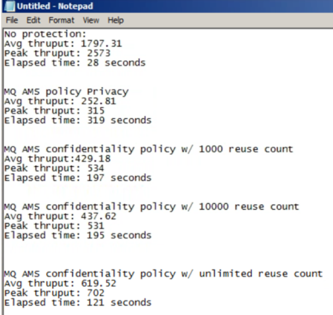 Untitled - Notepad
File Edit Format View Help
No protection:
Avg thruput: 1797.31
Peak thruput: 2573
Elapsed time: 28 seconds
MQ AMS policy Privacy
Avg thruput: 252.81
Peak thruput: 315
Elapsed time: 319 seconds
MQ AMS confidentiality policy w/ 1000 reuse count
Avg thruput:429.18
Peak thruput: 534
Elapsed time: 197 seconds
MQ AMS confidentiality policy w/ 10000 reuse count
Avg thruput: 437.62
Peak thruput: 531
Elapsed time: 195 seconds
MQ AMS confidentiality policy w/ unlimited reuse count
Avg thruput: 619.52
Peak thruput: 702
Elapsed time: 121 seconds